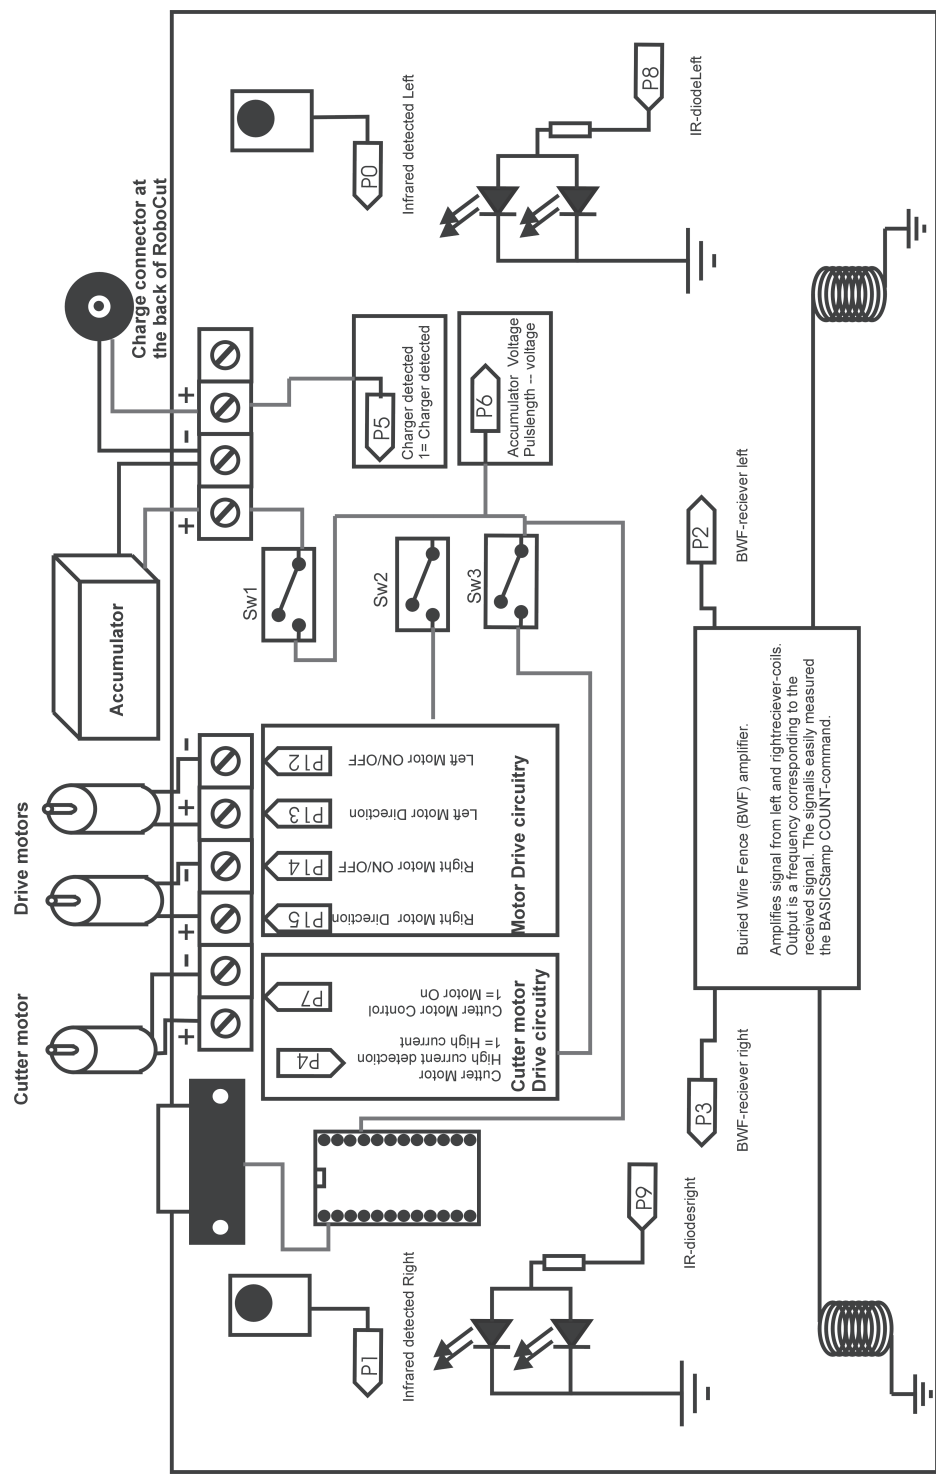 Cutter motor
Drive motors
Accumulator
Charge connector at
the back of RoboCut
+
-
+
-
+
-
+
-
+
P1
Infrared detected Right
P0
Infrared detected Left
P4
Cutter Motor
High current detection
1= High current
P7
Cutter Motor Control
1= Motor On
Cutter motor
Drive circuitry
P15
Right Motor Direction
P14
Right Motor ON/OFF
P13
Left Motor Direction
P12
Left Motor ON/OFF
Motor Drive circuitry
Sw1
Sw2
Sw3
P5
Charger detected
1= Charger detected
P6
Accumulator Voltage
Pulslength -- voltage
P9
IR-diodesright
P8
IR-diodeLeft
P3
BWF-reciever right
P2
BWF-reciever left
Buried Wire Fence (BWF) amplifier.
Amplifies signal from left and rightreciever-coils.
Output is a frequency corresponding to the
received signal. The signalis easily measured
the BASICStamp COUNT-command.